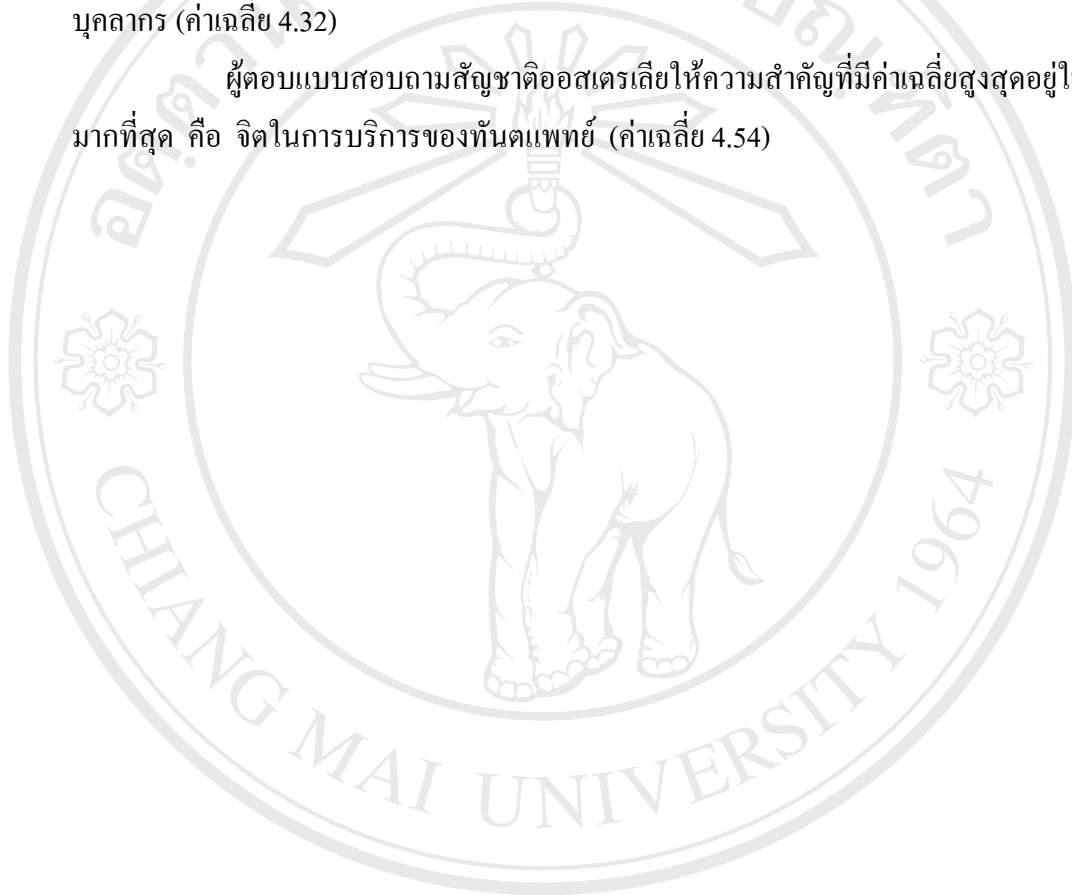 บุคลากร (ค่าเฉลี่ย 4.32)
ผู้ตอบแบบสอบถามสัญชาติออสเตรเลียให้ความสำคัญที่มีค่าเฉลี่ยสูงสุดอยู่ใ
มากที่สุด คือ จิตในการบริการของทันตแพทย์ (ค่าเฉลี่ย 4.54)
CHIANG MAI UNIVERSITY 1964